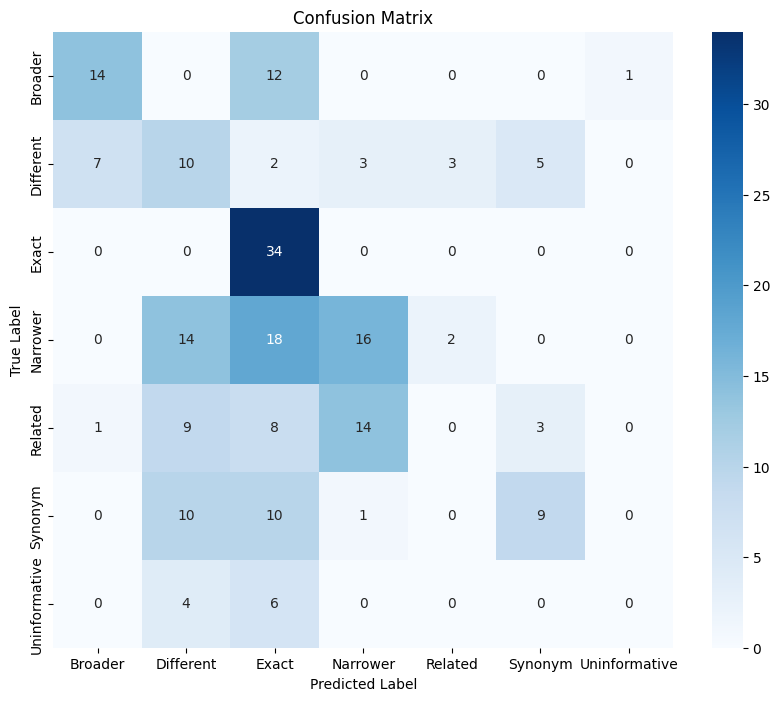 Confusion Matrix
Broader 14 0 12 0 0 0 1
Different 7 10 2 3 3 5 0
Exact 0 0 34 0 0 0 0
Narrower 0 14 18 16 2 0 0
Related 1 9 8 14 0 3 0
Synonym 0 10 10 1 0 9 0
Uninformative 0 4 6 0 0 0 0
True Label
Broader Different Exact Narrower Related Synonym Uninformative
Predicted Label
30
25
20
15
10
5
0